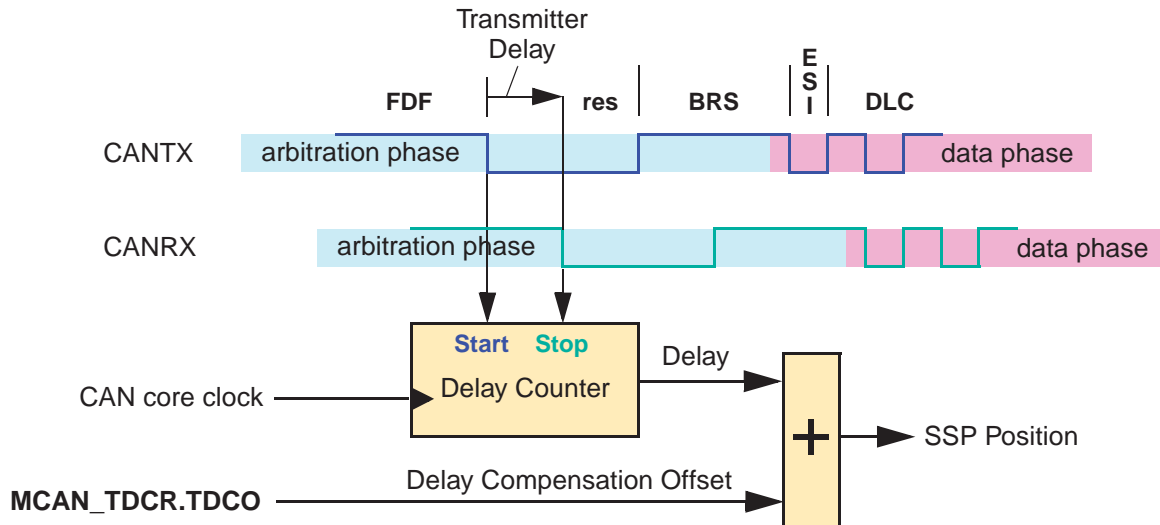 Transmitter
Delay
FDF
res
BRS
ESI
DLC
CANTX
arbitration phase
data phase
CANRX
arbitration phase
data phase
Start
Stop
Delay Counter
Delay
CAN core clock
+
SSP Position
Delay Compensation Offset
MCAN_TDCR.TDCO